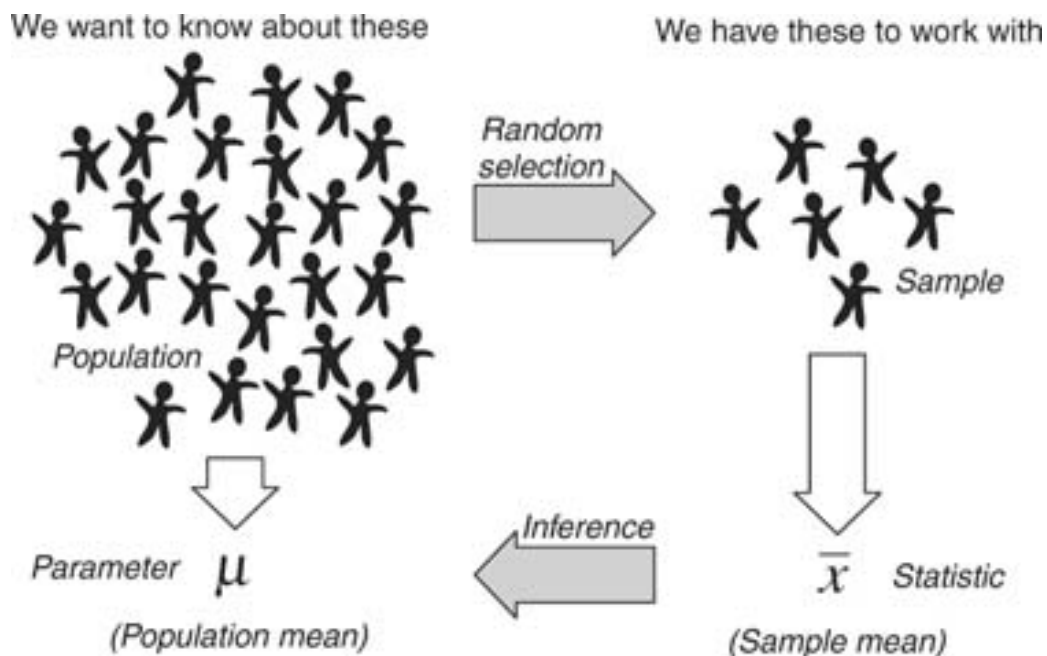 We want to know about these
We have these to work with
Random
selection
Sample
Population
Inference
Parameter μ
x̅ Statistic
(Population mean)
(Sample mean)